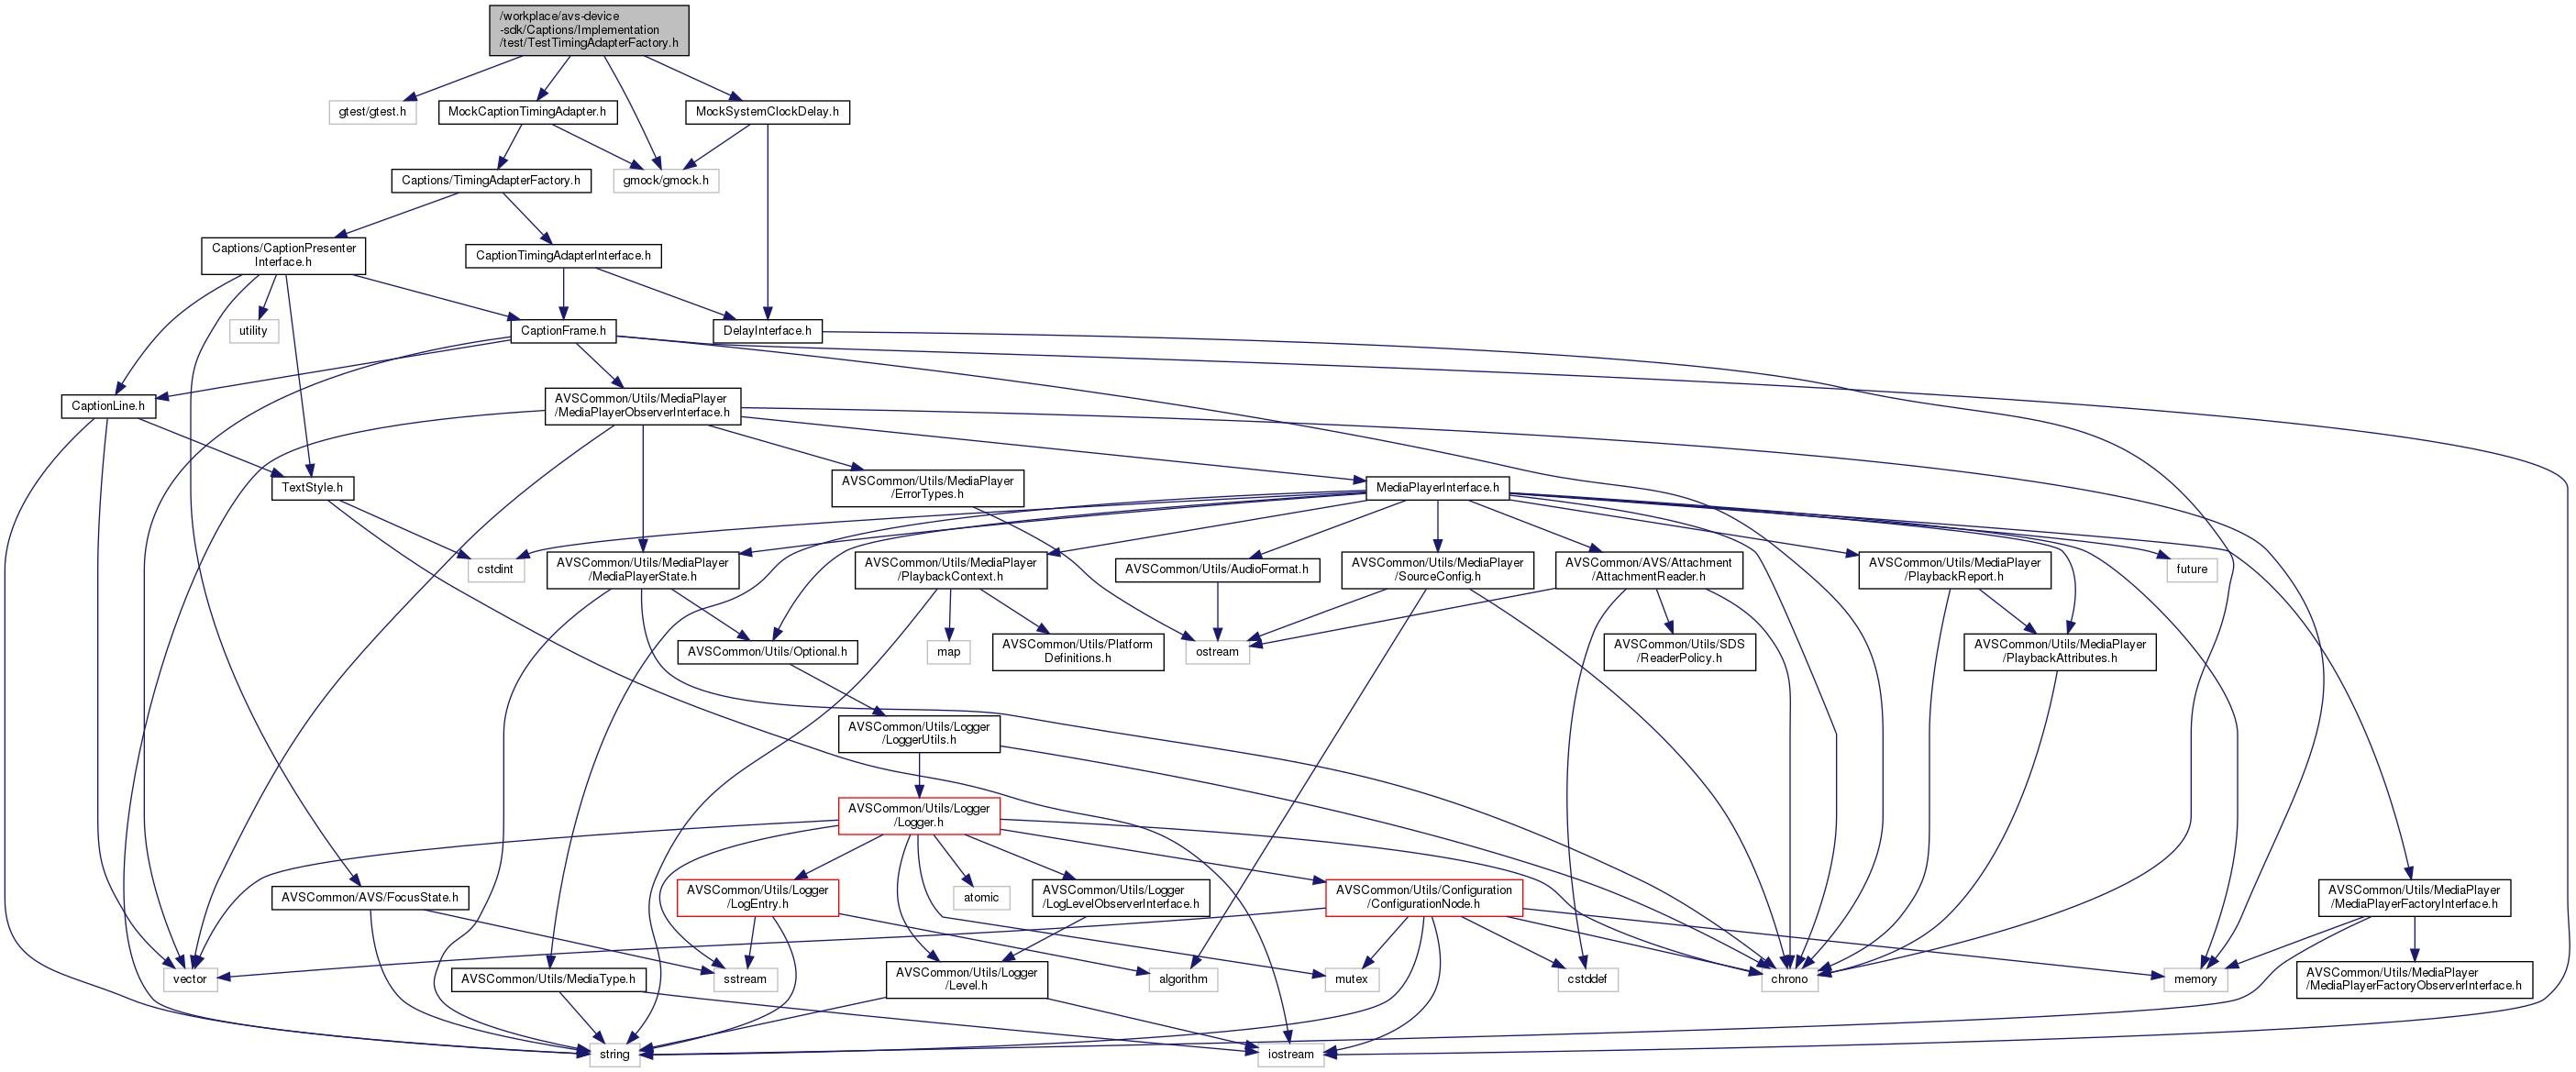 /workplace/avs-device
-sdk/Captions/Implementation
/test/TestTimingAdapterFactory.h
gtest/gtest.h
MockCaptionTimingAdapter.h
MockSystemClockDelay.h
Captions/TimingAdapterFactory.h
gmock/gmock.h
Captions/CaptionPresenter
Interface.h
CaptionTimingAdapterInterface.h
utility
CaptionFrame.h
DelayInterface.h
CaptionLine.h
AVSCommon/Utils/MediaPlayer
/MediaPlayerObserverInterface.h
TextStyle.h
AVSCommon/Utils/MediaPlayer
/ErrorTypes.h
MediaPlayerInterface.h
cstdint
AVSCommon/Utils/MediaPlayer
/MediaPlayerState.h
AVSCommon/Utils/MediaPlayer
/PlaybackContext.h
AVSCommon/Utils/AudioFormat.h
AVSCommon/Utils/MediaPlayer
/SourceConfig.h
AVSCommon/AVS/Attachment
/AttachmentReader.h
AVSCommon/Utils/MediaPlayer
/PlaybackReport.h
future
AVSCommon/Utils/Optional.h
map
AVSCommon/Utils/Platform
Definitions.h
ostream
AVSCommon/Utils/SDS
/ReaderPolicy.h
AVSCommon/Utils/MediaPlayer
/PlaybackAttributes.h
AVSCommon/Utils/Logger
/LoggerUtils.h
AVSCommon/Utils/Logger
/Logger.h
AVSCommon/AVS/FocusState.h
AVSCommon/Utils/Logger
/LogEntry.h
atomic
AVSCommon/Utils/Logger
/LogLevelObserverInterface.h
AVSCommon/Utils/Configuration
/ConfigurationNode.h
AVSCommon/Utils/MediaPlayer
/MediaPlayerFactoryInterface.h
vector
AVSCommon/Utils/MediaType.h
sstream
AVSCommon/Utils/Logger
/Level.h
algorithm
mutex
cstddef
chrono
memory
AVSCommon/Utils/MediaPlayer
/MediaPlayerFactoryObserverInterface.h
string
iostream